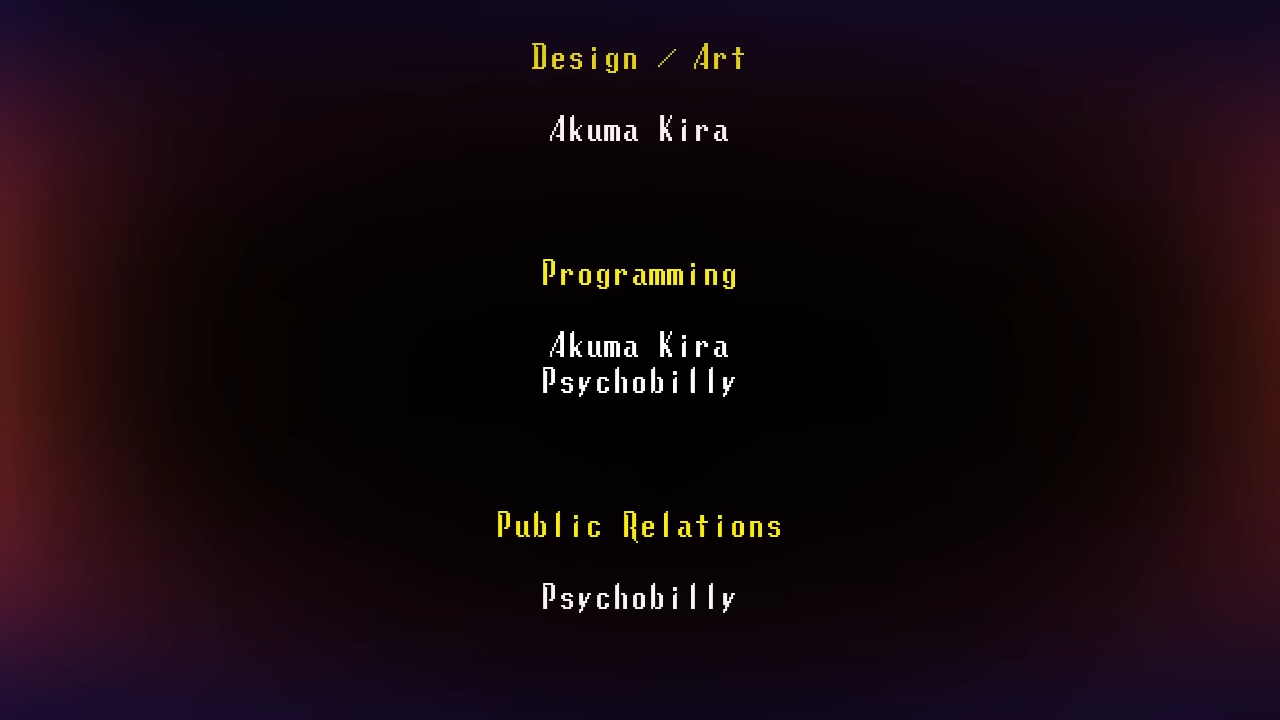 Design / Art
Akuma Kira
Programming
Akuma Kira
Psychobilly
Public Relations
Psychobilly